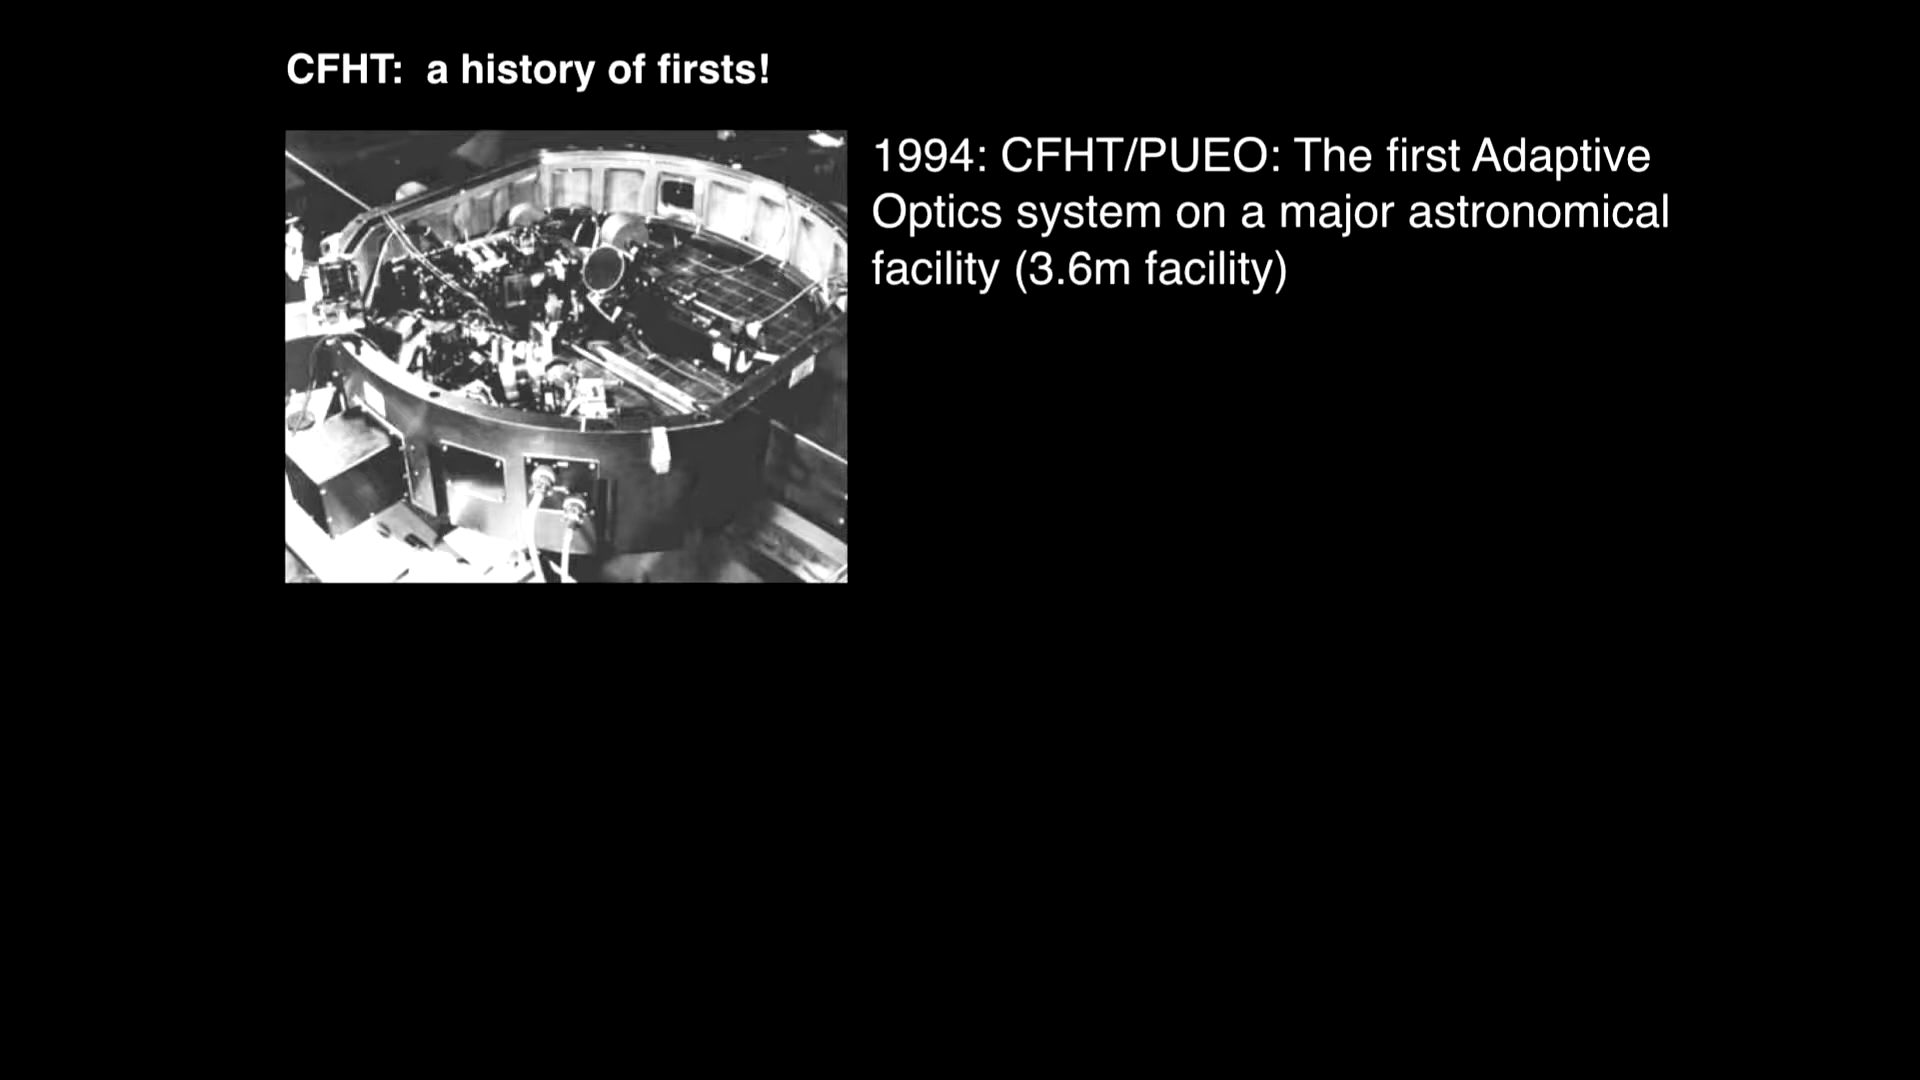 CFHT: a history of firsts!
1994: CFHT/PUEO: The first Adaptive
Optics system on a major astronomical
facility (3.6m facility)